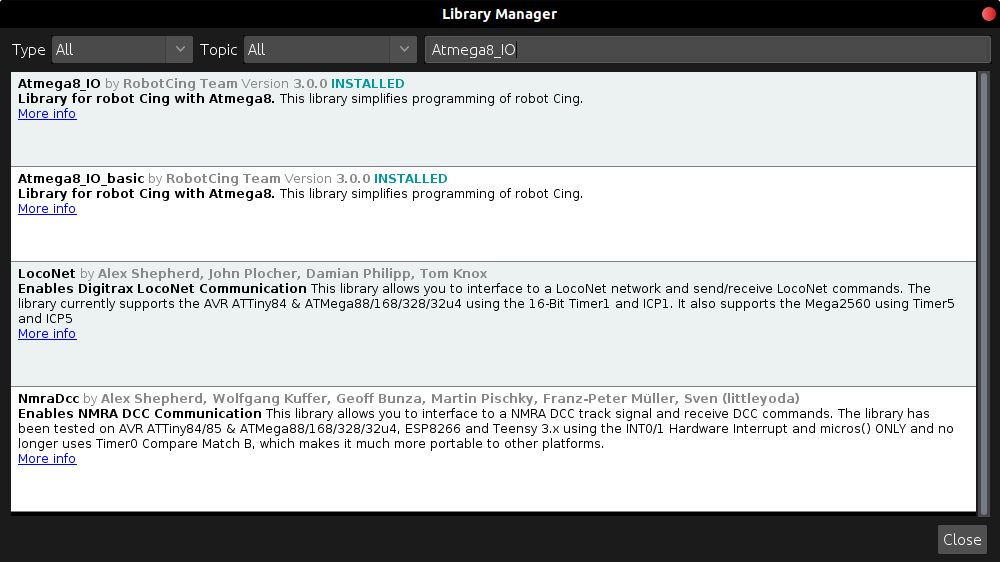 Library Manager
Type All Topic All Atmega8_IO
Atmega8_IO by RobotCing Team Version 3.0.0 INSTALLED
Library for robot Cing with Atmega8. This library simplifies programming of robot Cing.
More info
Atmega8_IO_basic by RobotCing Team Version 3.0.0 INSTALLED
Library for robot Cing with Atmega8. This library simplifies programming of robot Cing.
More info
LocoNet by Alex Shepherd, John Plocher, Damian Philipp, Tom Knox
Enables Digitrax LocoNet Communication This library allows you to interface to a LocoNet network and send/receive LocoNet commands. The
library currently supports the AVR ATTiny84 & ATMega88/168/328/32u4 using the 16-Bit Timer1 and ICP1. It also supports the Mega2560 using Timer5
and ICP5
More info
NmraDcc by Alex Shepherd, Wolfgang Kuffer, Geoff Bunza, Martin Pischky, Franz-Peter Müller, Sven (littleyoda)
Enables NMRA DCC Communication This library allows you to interface to a NMRA DCC track signal and receive DCC commands. The library has
been tested on AVR ATTiny84/85 & ATMega88/168/328/32u4, ESP8266 and Teensy 3.x using the INT0/1 Hardware Interrupt and micros() ONLY and no
longer uses Timer0 Compare Match B, which makes it much more portable to other platforms.
More info
Close